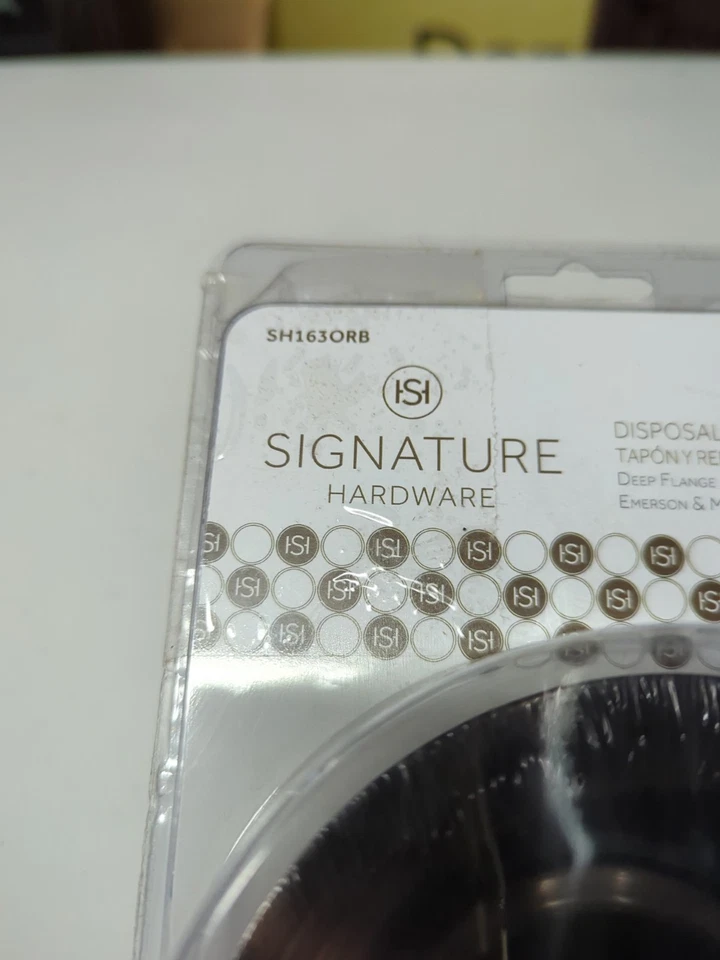 SH163ORB
SIGNATURE
HARDWARE
DISPOSAL
TAPÓN Y
DEEP FLANGE
EMERSON &